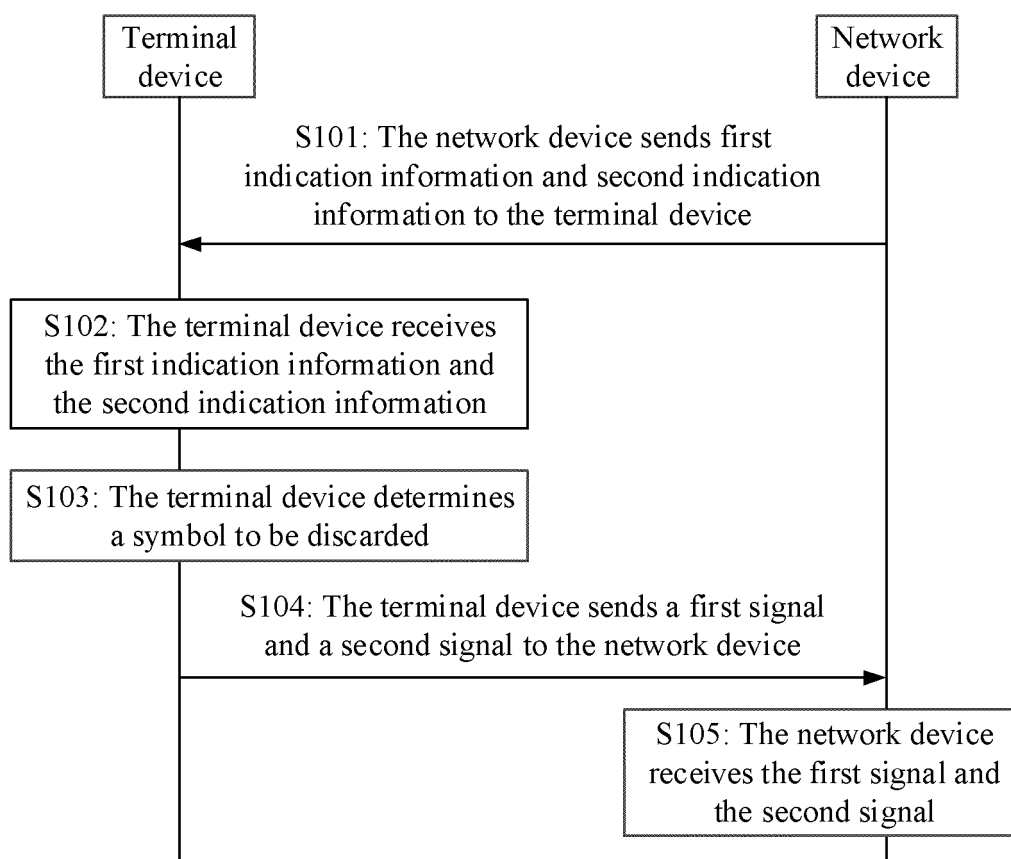 Terminal
device
Network
device
S101: The network device sends first
indication information and second indication
information to the terminal device
S102: The terminal device receives
the first indication information and
the second indication information
S103: The terminal device determines
a symbol to be discarded
S104: The terminal device sends a first signal
and a second signal to the network device
S105: The network device
receives the first signal and
the second signal